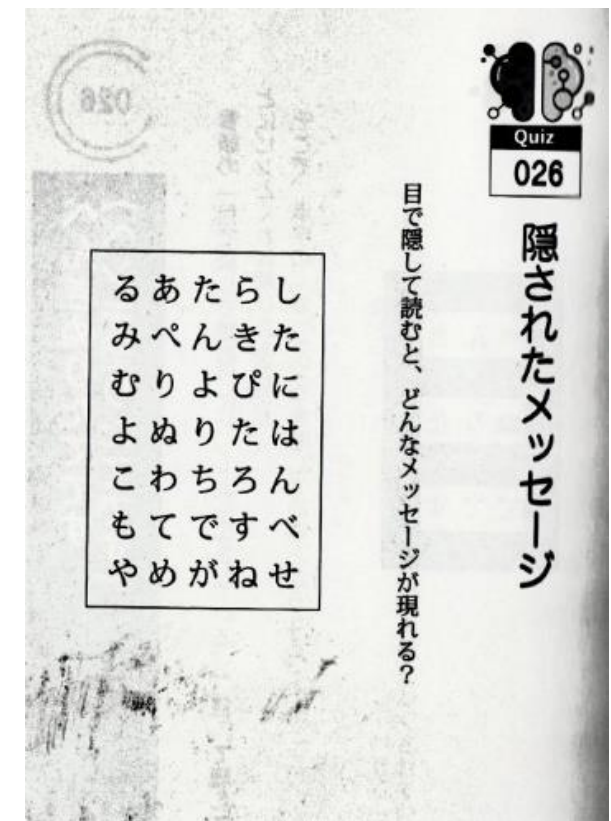 Quiz
026
隠されたメッセージ
目で隠して読むと、どんなメッセージが現れる？
したにはんべせ
らきぴたろすね
たんよりちでが
あぺりぬわてめ
るみむよこもや